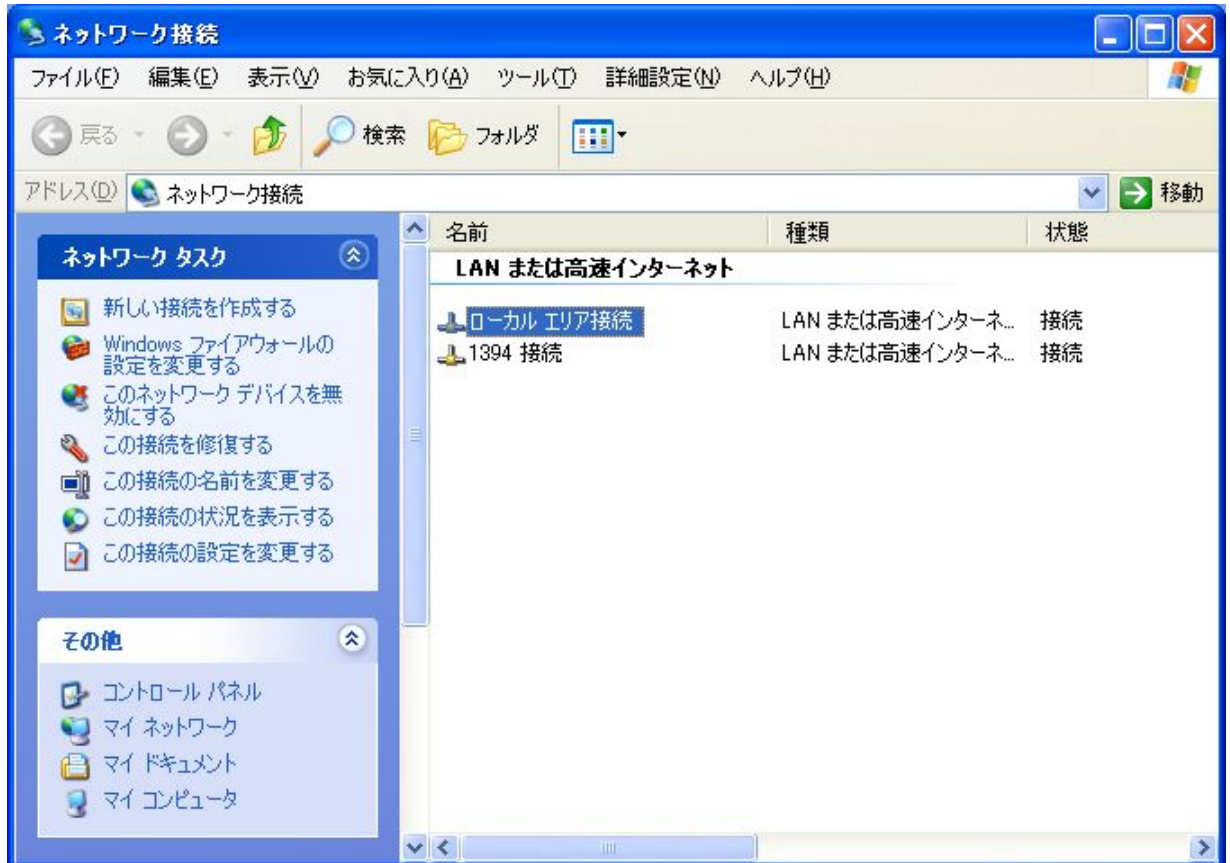 ネットワーク接続
ファイル(F) 編集(E) 表示(V) お気に入り(A) ツール(T) 詳細設定(N) ヘルプ(H)
戻る 検索 フォルダ
アドレス(D) ネットワーク接続 移動
ネットワーク タスク
新しい接続を作成する
Windows ファイアウォールの
設定を変更する
このネットワーク デバイスを無
効にする
この接続を修復する
この接続の名前を変更する
この接続の状況を表示する
この接続の設定を変更する
その他
コントロール パネル
マイ ネットワーク
マイ ドキュメント
マイ コンピュータ
名前 種類 状態
LAN または高速インターネット
ローカル エリア接続 LAN または高速インターネ... 接続
1394 接続 LAN または高速インターネ... 接続